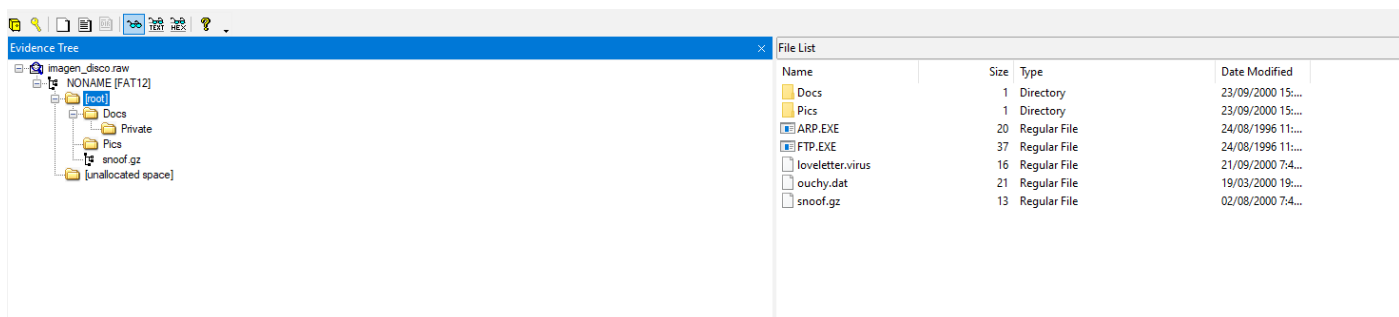 TEXT HEX
Evidence Tree
imagen_disco.raw
NONAME [FAT12]
[root]
Docs
Private
Pics
snoof.gz
[unallocated space]
File List
Name Size Type Date Modified
Docs 1 Directory 23/09/2000 15:...
Pics 1 Directory 23/09/2000 15:...
ARP.EXE 20 Regular File 24/08/1996 11:...
FTP.EXE 37 Regular File 24/08/1996 11:...
loveletter.virus 16 Regular File 21/09/2000 7:4...
ouchy.dat 21 Regular File 19/03/2000 19:...
snoof.gz 13 Regular File 02/08/2000 7:4...